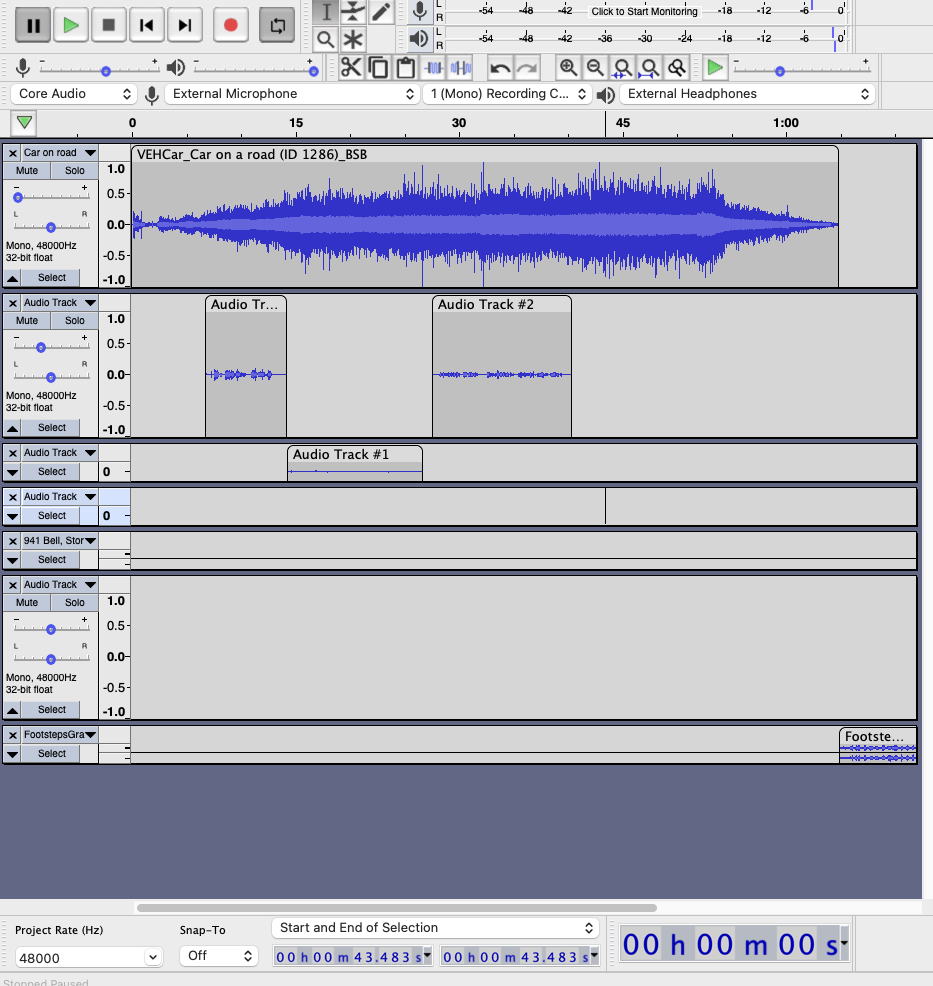 L
R
-54 -48 -42 Click to Start Monitoring -18 -12 -6 0
L
R
-54 -48 -42 -36 -30 -24 -18 -12 -6 0
- + - + - +
Core Audio External Microphone 1 (Mono) Recording C... External Headphones
0 15 30 45 1:00
× Car on road
VEHCar_Car on a road (ID 1286)_BSB
Mute Solo
- +
L R
Mono, 48000Hz
32-bit float
Select
1.0
0.5-
0.0-
-0.5-
-1.0
× Audio Track
Audio Tr...
Audio Track #2
Mute Solo
- +
L R
Mono, 48000Hz
32-bit float
Select
1.0
0.5-
0.0-
-0.5-
-1.0
× Audio Track
Audio Track #1
Select
0 -
× Audio Track
Select
0 -
× 941 Bell, Stor
Select
× Audio Track
Mute Solo
- +
L R
Mono, 48000Hz
32-bit float
Select
1.0
0.5-
0.0-
-0.5-
-1.0
× FootstepsGra
Footste...
Select
Project Rate (Hz)
48000
Snap-To
Off
Start and End of Selection
00 h 00 m 43.483 s
00 h 00 m 43.483 s
00 h 00 m 00 s
Stopped Paused